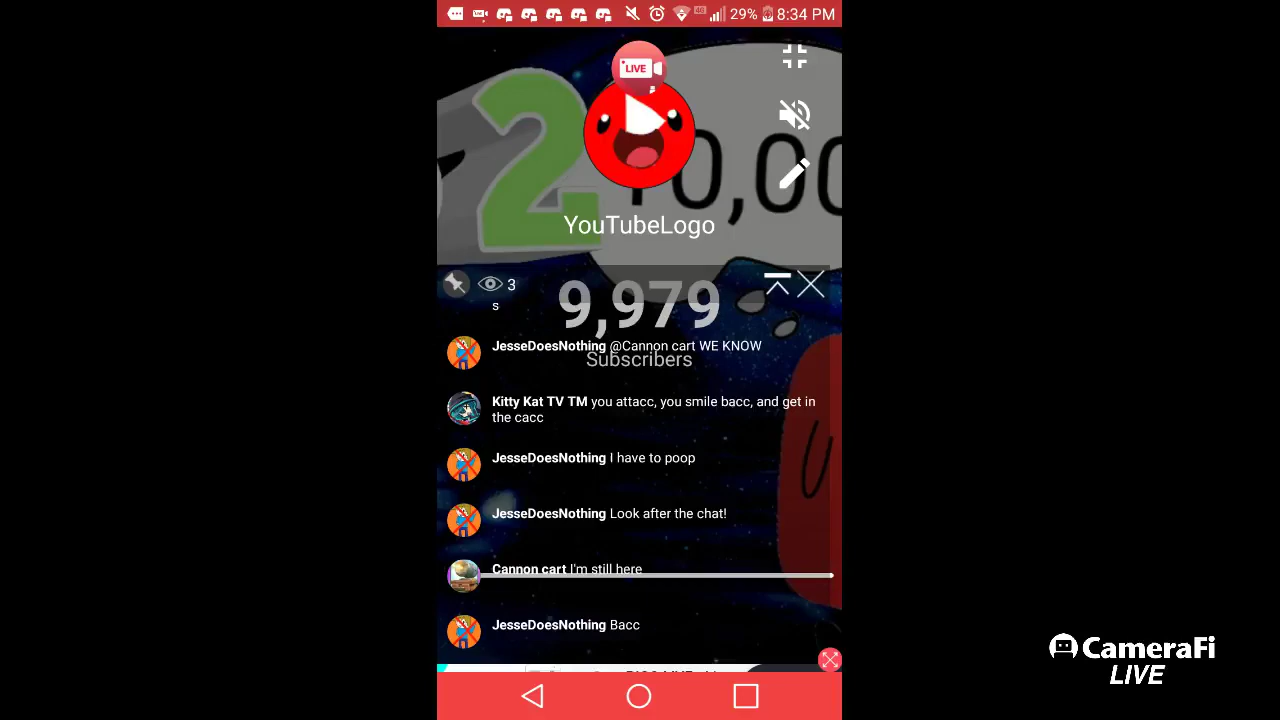 4G 29% 8:34 PM
LIVE
2 10,00
YouTubeLogo
3
s
9,979
Subscribers
JesseDoesNothing @Cannon cart WE KNOW
Kitty Kat TV TM you attacc, you smile bacc, and get in
the cacc
JesseDoesNothing I have to poop
JesseDoesNothing Look after the chat!
Cannon cart I'm still here
JesseDoesNothing Bacc
CameraFi
LIVE